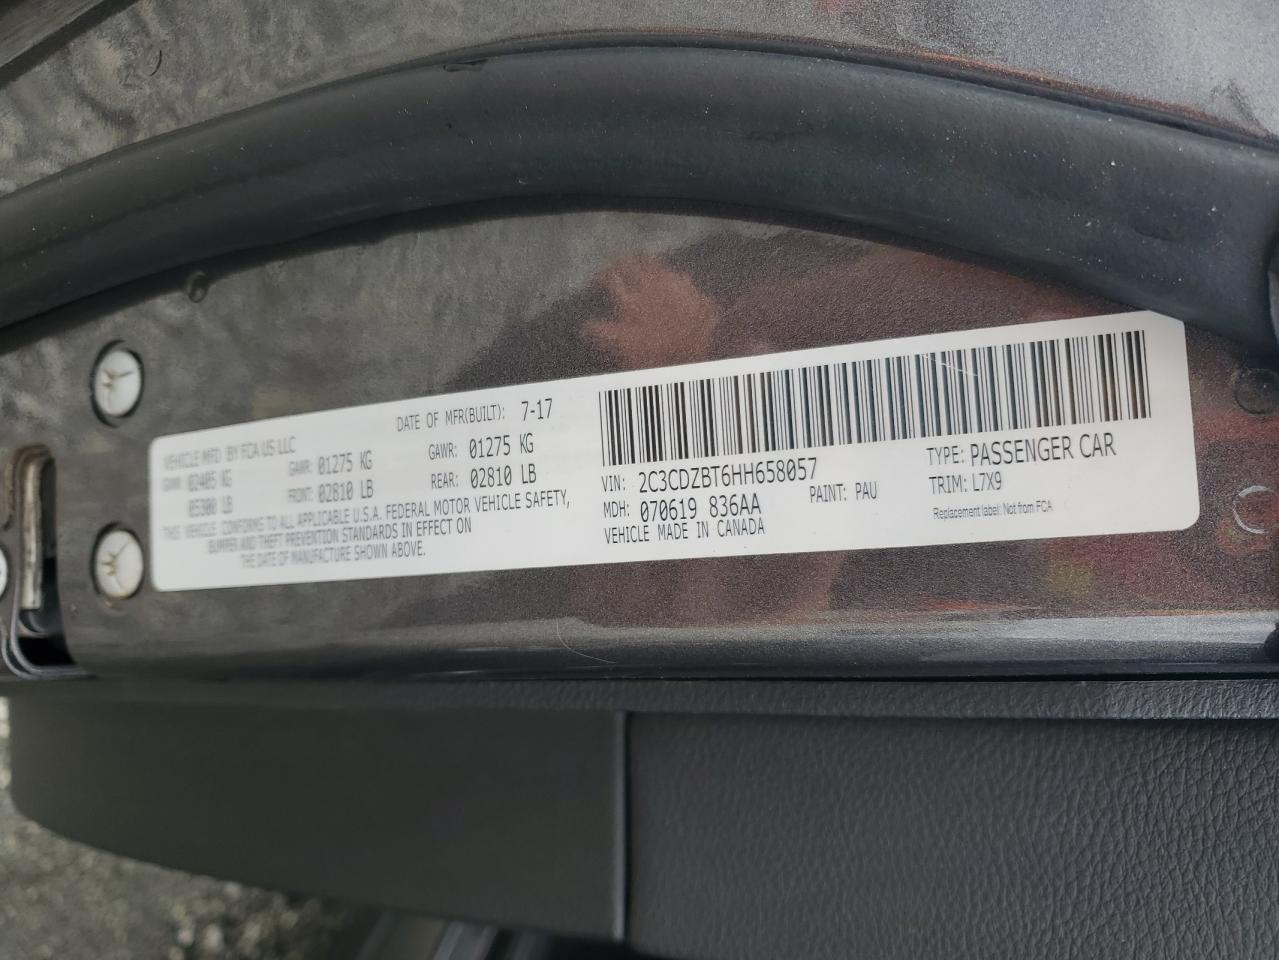 VEHICLE MFD BY FCA US LLC
DATE OF MFR(BUILT): 7-17
GAWR: 01275 KG
GAWR: 01275 KG
05300 LB
FRONT: 02810 LB
REAR: 02810 LB
THIS VEHICLE CONFORMS TO ALL APPLICABLE U.S.A. FEDERAL MOTOR VEHICLE SAFETY,
BUMPER AND THEFT PREVENTION STANDARDS IN EFFECT ON
THE DATE OF MANUFACTURE SHOWN ABOVE.
VIN: 2C3CDZBT6HH658057
TYPE: PASSENGER CAR
MDH: 070619 836AA
PAINT: PAU
TRIM: L7X9
VEHICLE MADE IN CANADA
Replacement label: Not from FCA